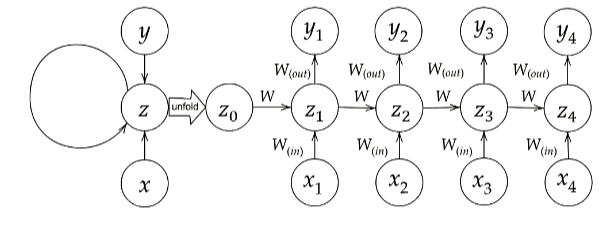 y y₁ y₂ y₃ y₄
W₍out₎ W₍out₎ W₍out₎ W₍out₎
W W W W
z unfold z₀ z₁ z₂ z₃ z₄
W₍in₎ W₍in₎ W₍in₎ W₍in₎
x x₁ x₂ x₃ x₄